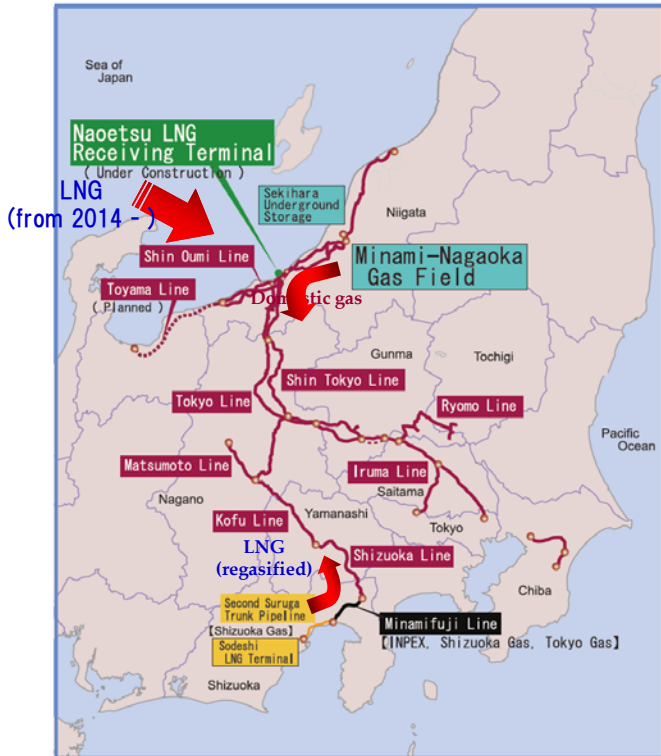 Sea of
Japan
Naoetsu LNG
Receiving Terminal
( Under Construction )
LNG
(from 2014 - )
Sekihara
Underground
Storage
Niigata
Shin Oumi Line
Minami-Nagaoka
Gas Field
Toyama Line
( Planned )
Domestic gas
Gunma
Tochigi
Shin Tokyo Line
Tokyo Line
Ryomo Line
Pacific
Ocean
Matsumoto Line
Iruma Line
Nagano
Saitama
Yamanashi
Kofu Line
Tokyo
LNG
(regasified)
Shizuoka Line
Chiba
Second Suruga
Trunk Pipeline
【Shizuoka Gas】
Minamifuji Line
【INPEX, Shizuoka Gas, Tokyo Gas】
Sodeshi
LNG Terminal
Shizuoka